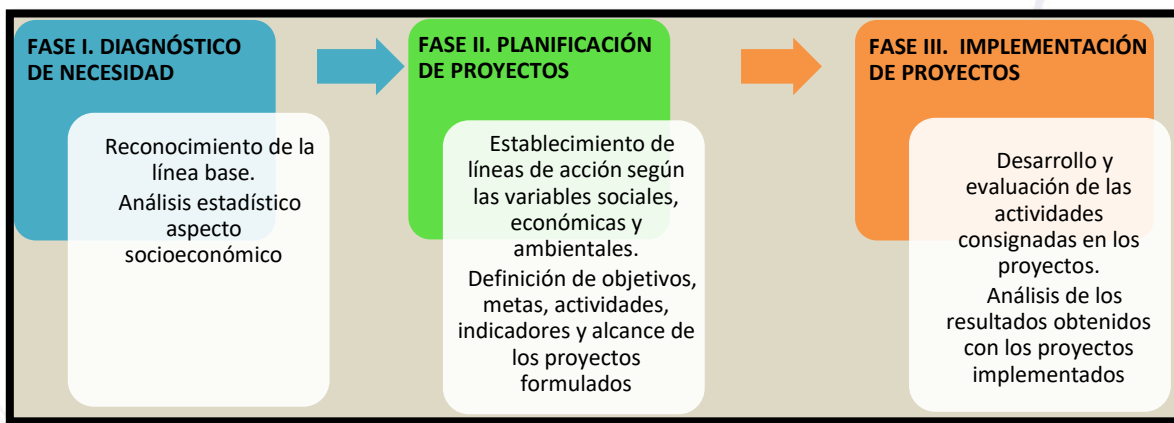 FASE I. DIAGNÓSTICO
DE NECESIDAD
Reconocimiento de la
línea base.
Análisis estadístico
aspecto
socioeconómico
FASE II. PLANIFICACIÓN
DE PROYECTOS
Establecimiento de
líneas de acción según
las variables sociales,
económicas y
ambientales.
Definición de objetivos,
metas, actividades,
indicadores y alcance de
los proyectos
formulados
FASE III. IMPLEMENTACIÓN
DE PROYECTOS
Desarrollo y
evaluación de las
actividades
consignadas en los
proyectos.
Análisis de los
resultados obtenidos
con los proyectos
implementados